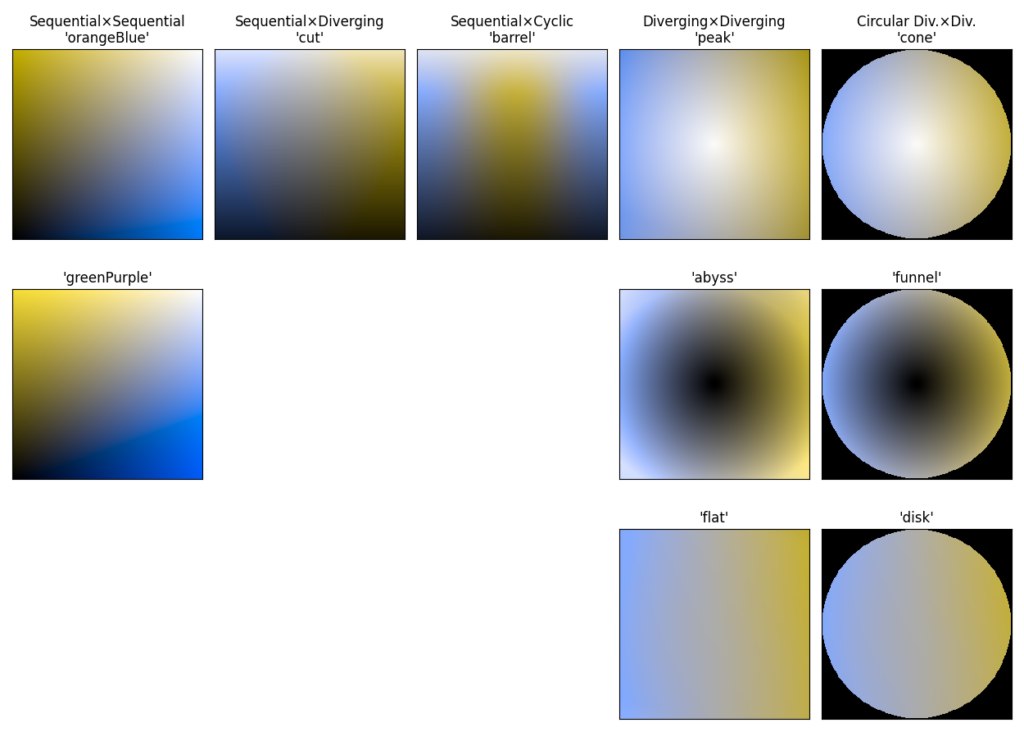 Sequential×Sequential
'orangeBlue'
Sequential×Diverging
'cut'
Sequential×Cyclic
'barrel'
Diverging×Diverging
'peak'
Circular Div.×Div.
'cone'
'greenPurple'
'abyss'
'funnel'
'flat'
'disk'